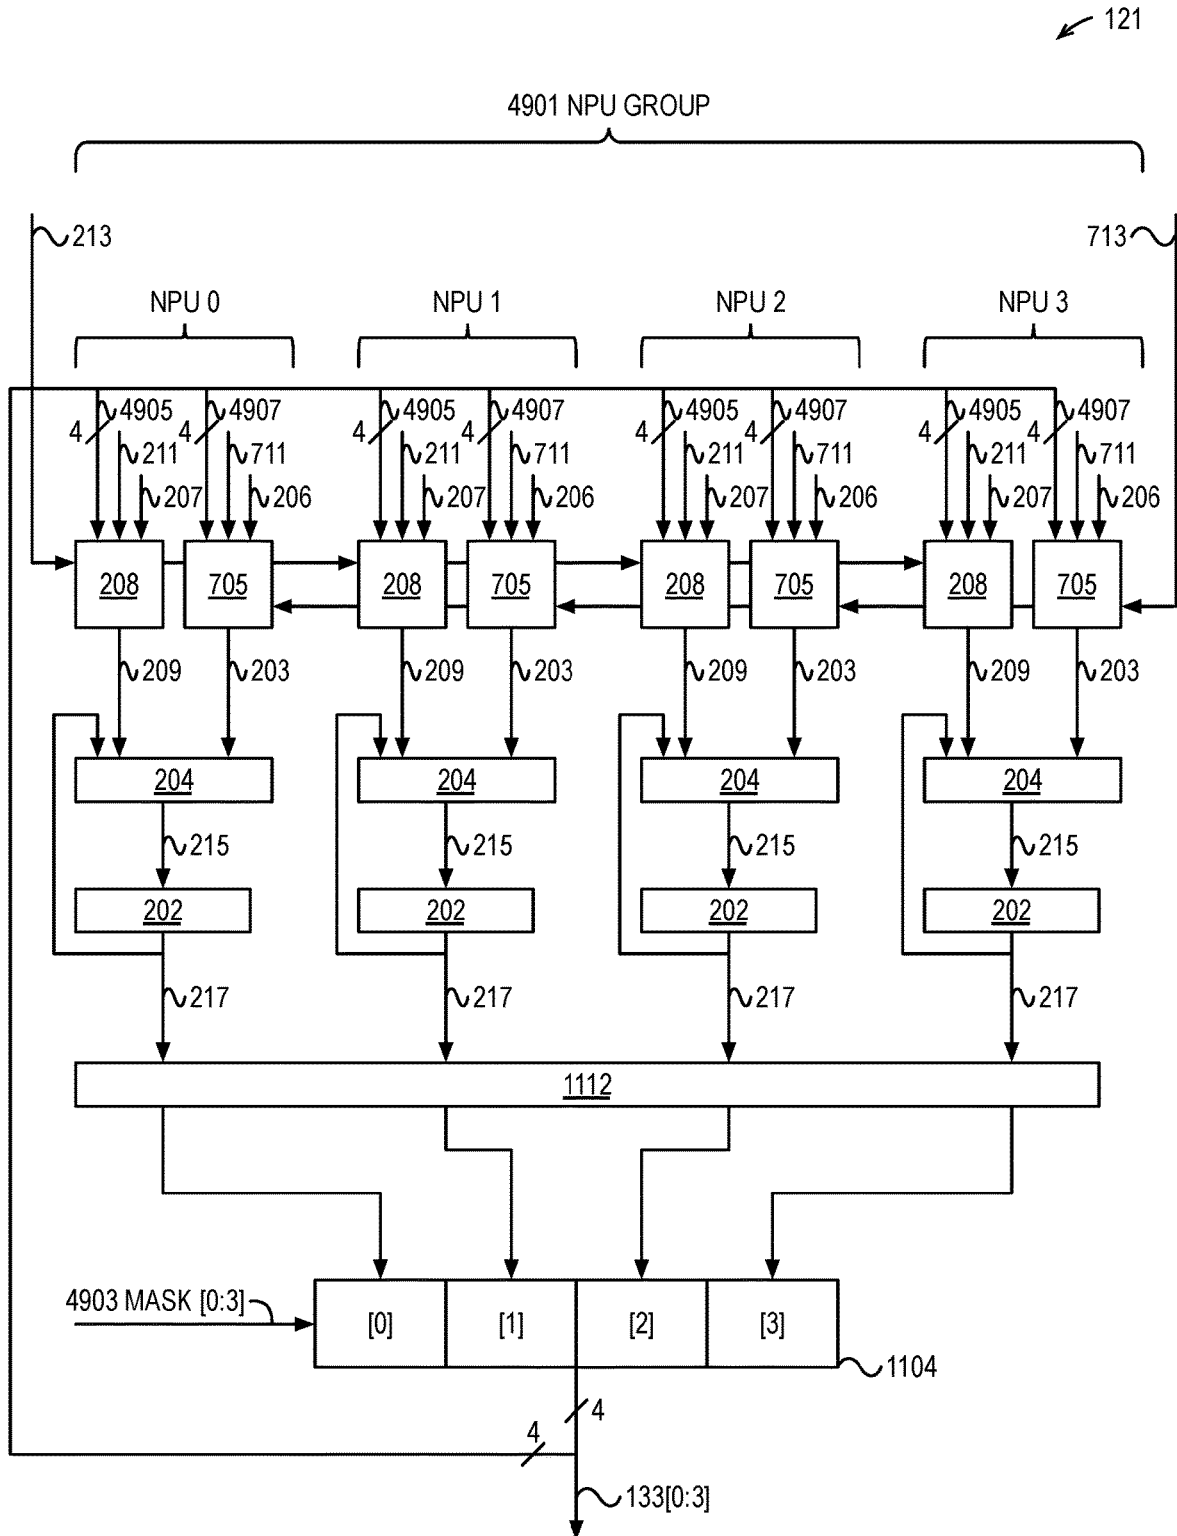 121
4901 NPU GROUP
213 713
NPU 0 NPU 1 NPU 2 NPU 3
4905 4907 4905 4907 4905 4907 4905 4907
4 4 4 4 4 4 4 4
211 711 211 711 211 711 211 711
207 206 207 206 207 206 207 206
208 705 208 705 208 705 208 705
209 203 209 203 209 203 209 203
204 204 204 204
215 215 215 215
202 202 202 202
217 217 217 217
1112
4903 MASK [0:3]
[0] [1] [2] [3]
1104
4
4
133[0:3]